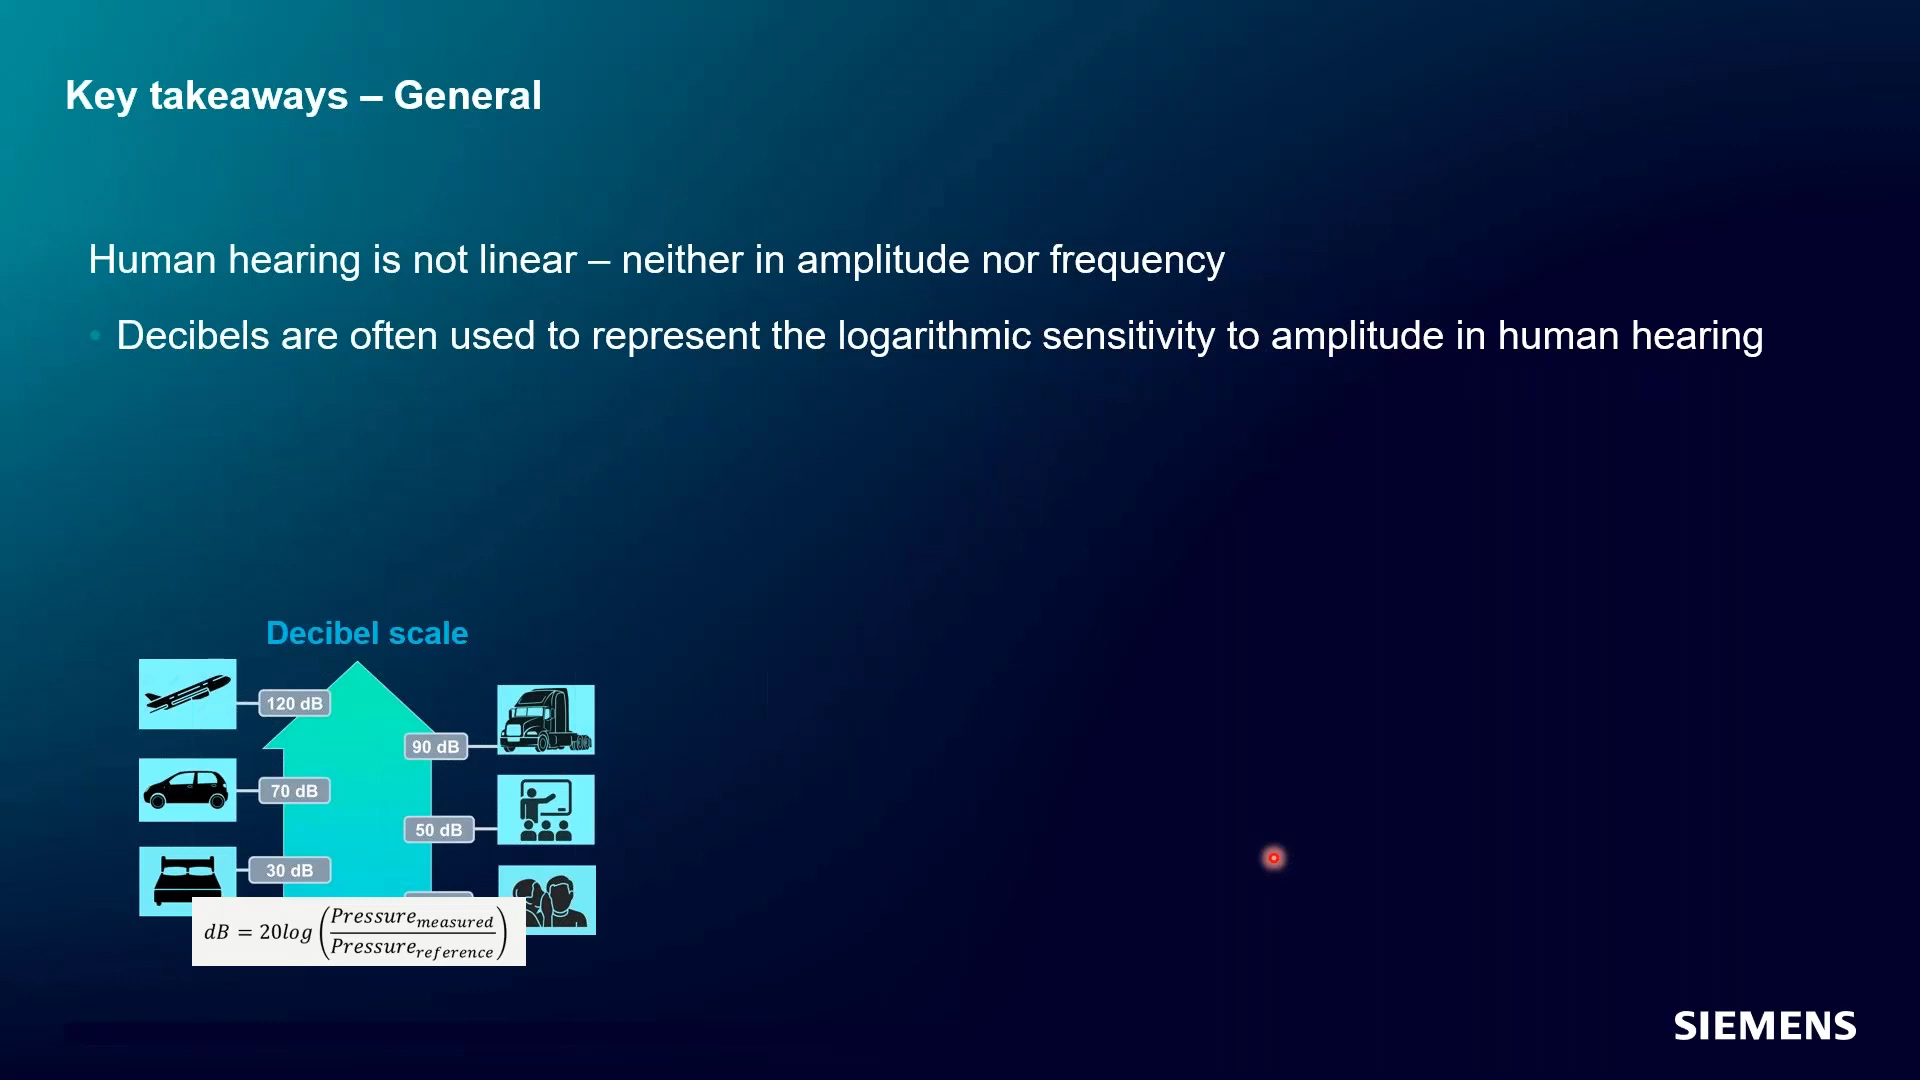 Key takeaways – General
Human hearing is not linear – neither in amplitude nor frequency
• Decibels are often used to represent the logarithmic sensitivity to amplitude in human hearing
Decibel scale
120 dB
90 dB
70 dB
50 dB
30 dB
dB = 20log (Pressure_measured / Pressure_reference)
SIEMENS